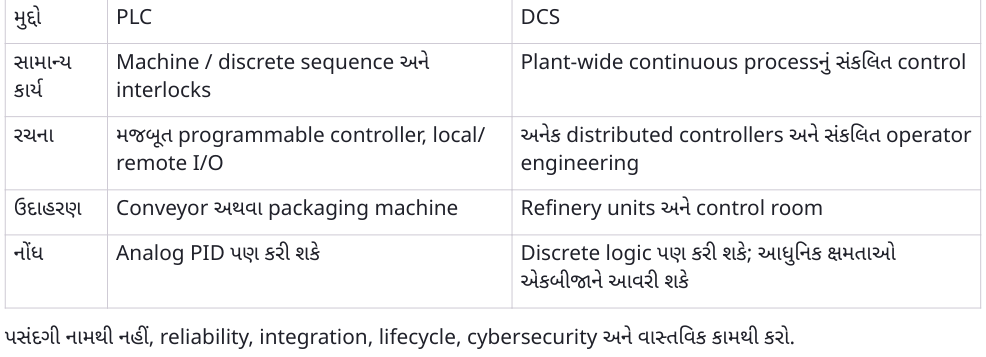 મુદ્દો PLC DCS
સામાન્ય Machine / discrete sequence અને Plant-wide continuous processનું સંકલિત control
કાર્ય interlocks
રચના મજબૂત programmable controller, local/ અનેક distributed controllers અને સંકલિત operator
remote I/O engineering
ઉદાહરણ Conveyor અથવા packaging machine Refinery units અને control room
નોંધ Analog PID પણ કરી શકે Discrete logic પણ કરી શકે; આધુનિક ક્ષમતાઓ
એકબીજાને આવરી શકે
પસંદગી નામથી નહીં, reliability, integration, lifecycle, cybersecurity અને વાસ્તવિક કામથી કરો.